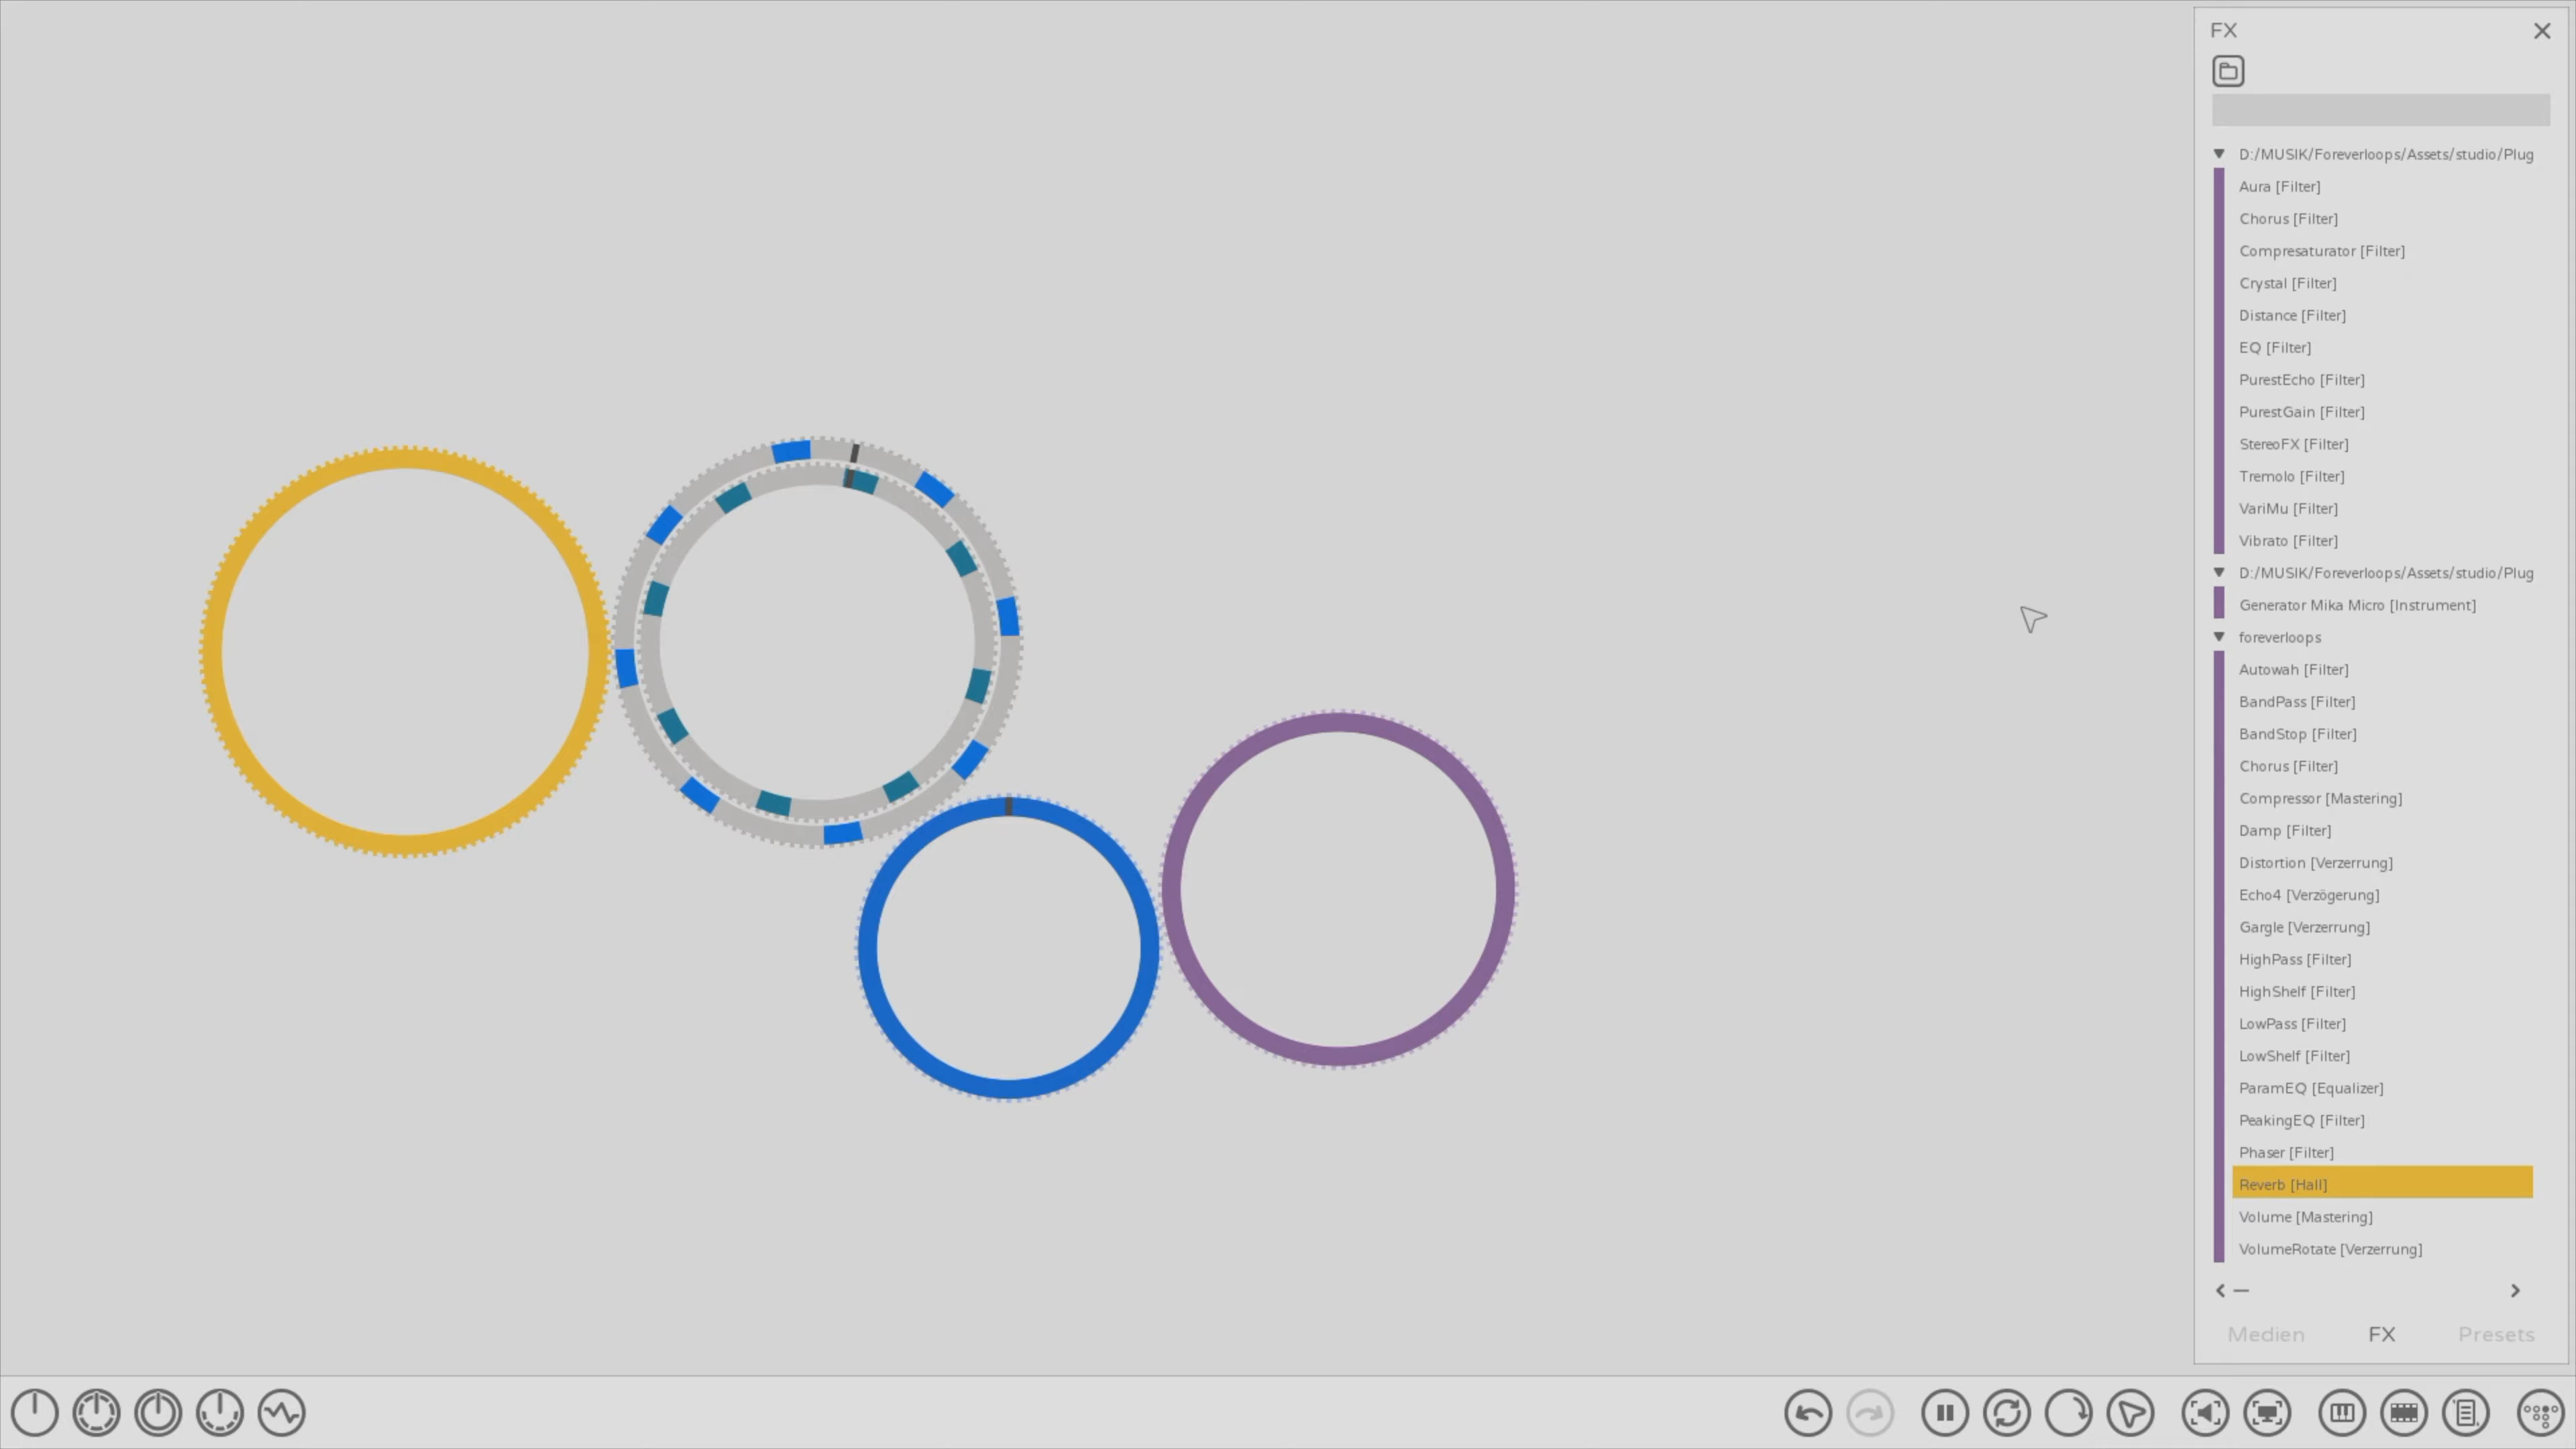 FX
D:/MUSIK/Foreverloops/Assets/studio/Plug
Aura [Filter]
Chorus [Filter]
Compresaturator [Filter]
Crystal [Filter]
Distance [Filter]
EQ [Filter]
PurestEcho [Filter]
PurestGain [Filter]
StereoFX [Filter]
Tremolo [Filter]
VariMu [Filter]
Vibrato [Filter]
D:/MUSIK/Foreverloops/Assets/studio/Plug
Generator Mika Micro [Instrument]
foreverloops
Autowah [Filter]
BandPass [Filter]
BandStop [Filter]
Chorus [Filter]
Compressor [Mastering]
Damp [Filter]
Distortion [Verzerrung]
Echo4 [Verzögerung]
Gargle [Verzerrung]
HighPass [Filter]
HighShelf [Filter]
LowPass [Filter]
LowShelf [Filter]
ParamEQ [Equalizer]
PeakingEQ [Filter]
Phaser [Filter]
Reverb [Hall]
Volume [Mastering]
VolumeRotate [Verzerrung]
Medien FX Presets